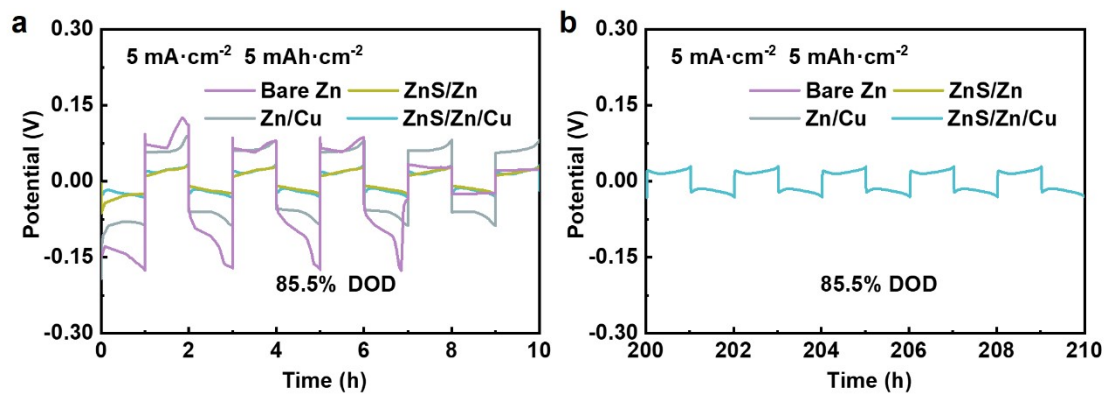 a
5 mA·cm⁻² 5 mAh·cm⁻²
Bare Zn ZnS/Zn
Zn/Cu ZnS/Zn/Cu
85.5% DOD
Potential (V)
0.30
0.15
0.00
-0.15
-0.30
0 2 4 6 8 10
Time (h)
b
5 mA·cm⁻² 5 mAh·cm⁻²
Bare Zn ZnS/Zn
Zn/Cu ZnS/Zn/Cu
85.5% DOD
Potential (V)
0.30
0.15
0.00
-0.15
-0.30
200 202 204 206 208 210
Time (h)